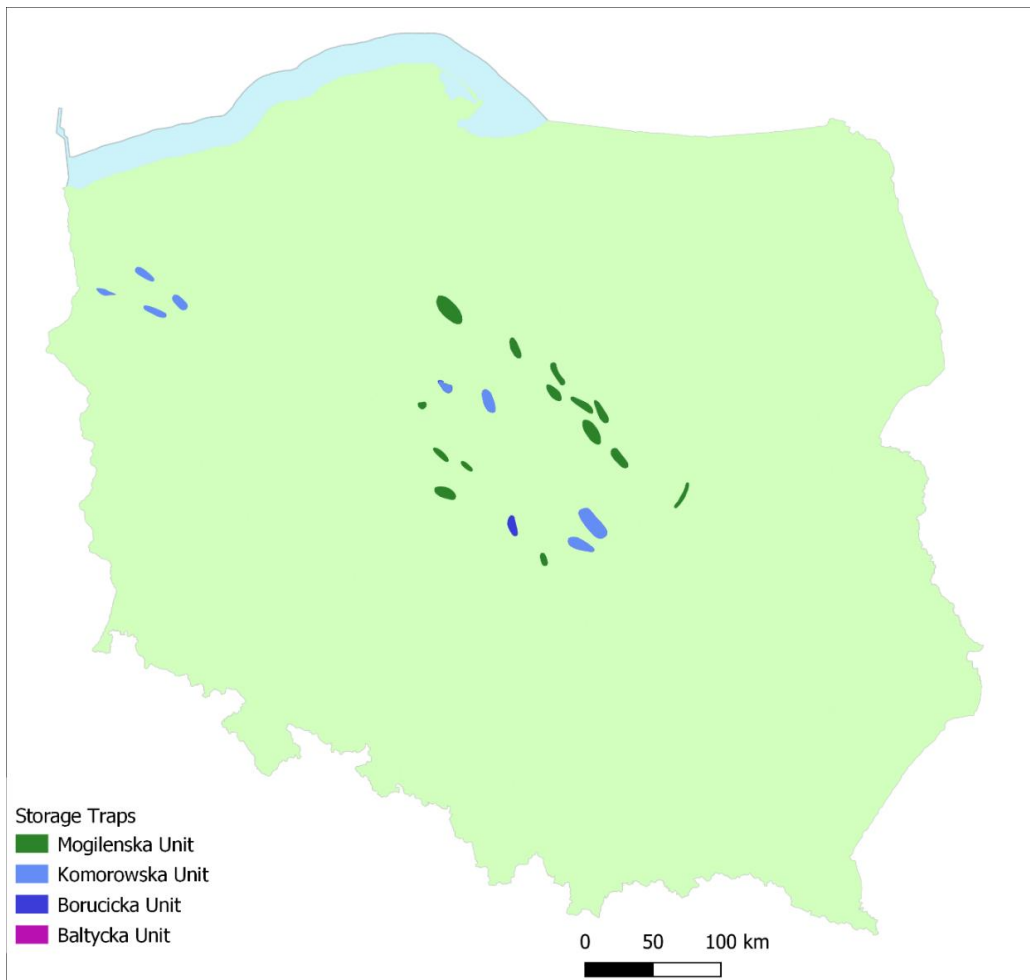 Storage Traps
Mogilenska Unit
Komorowska Unit
Borucicka Unit
Baltycka Unit
0 50 100 km